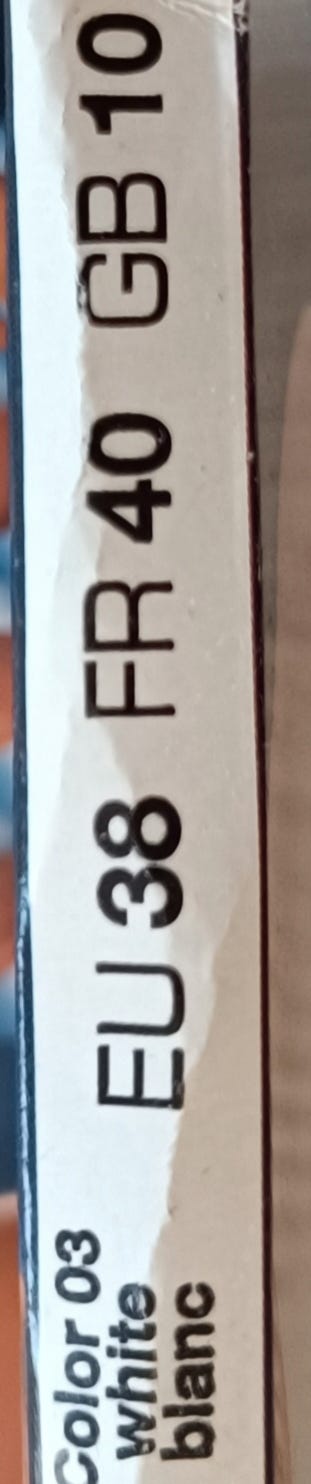 Color 03
white
blanc
EU 38 FR 40 GB 10